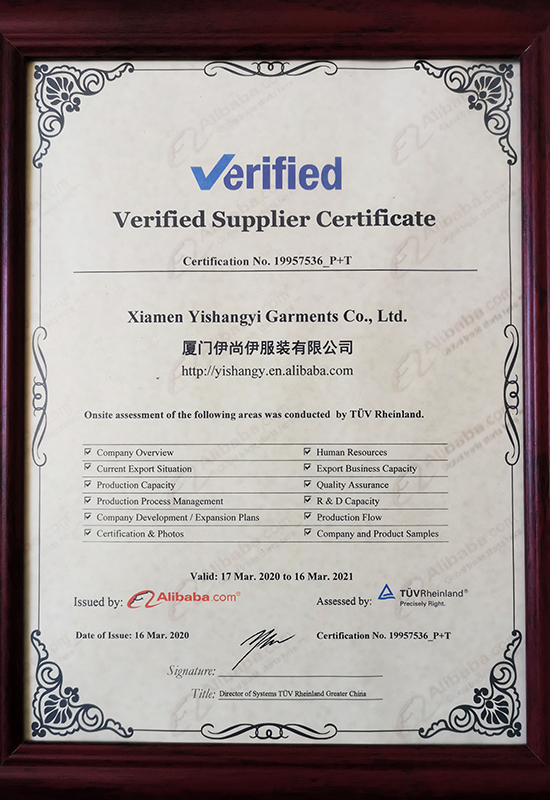 Verified
Verified Supplier Certificate
Certification No. 19957536_P+T
Xiamen Yishangyi Garments Co., Ltd.
厦门伊尚伊服装有限公司
http://yishangy.en.alibaba.com
Onsite assessment of the following areas was conducted by TÜV Rheinland.
Company Overview Human Resources
Current Export Situation Export Business Capacity
Production Capacity Quality Assurance
Production Process Management R & D Capacity
Company Development / Expansion Plans Production Flow
Certification & Photos Company and Product Samples
Valid: 17 Mar. 2020 to 16 Mar. 2021
Issued by: Alibaba.com® Assessed by: TÜVRheinland®
Precisely Right.
Date of Issue: 16 Mar. 2020 Certification No. 19957536_P+T
Signature:
Title: Director of Systems TÜV Rheinland Greater China